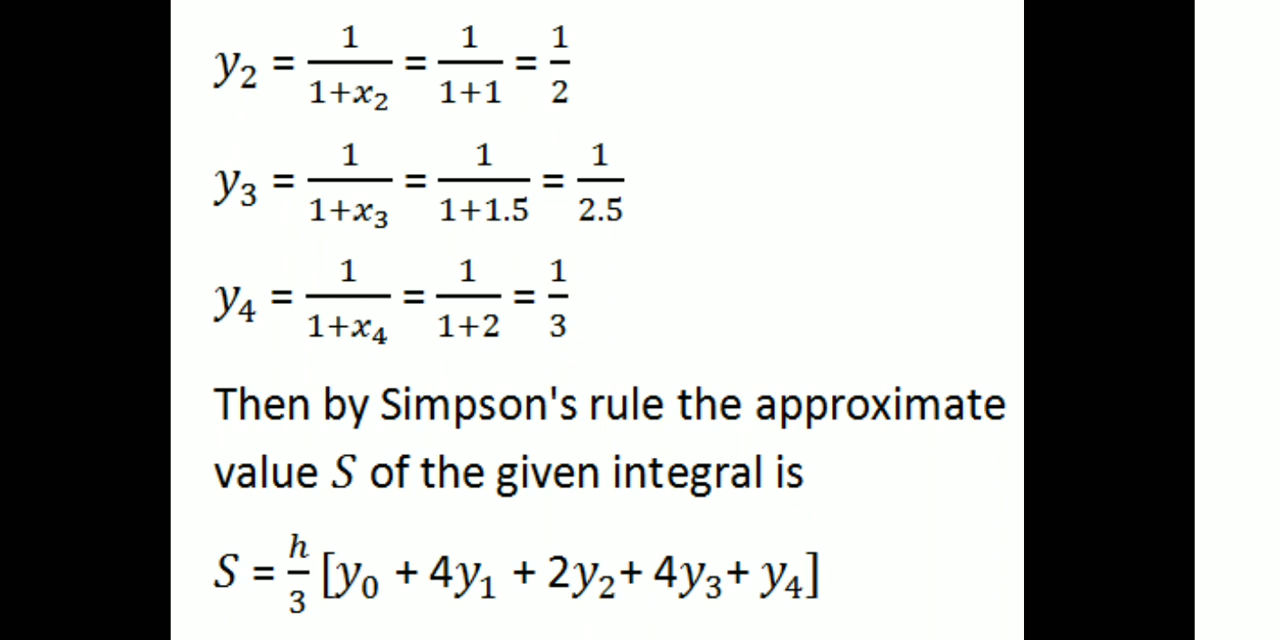 y₂ = 1/(1+x₂) = 1/(1+1) = 1/2
y₃ = 1/(1+x₃) = 1/(1+1.5) = 1/2.5
y₄ = 1/(1+x₄) = 1/(1+2) = 1/3
Then by Simpson's rule the approximate
value S of the given integral is
S = h/3 [y₀ + 4y₁ + 2y₂+ 4y₃+ y₄]